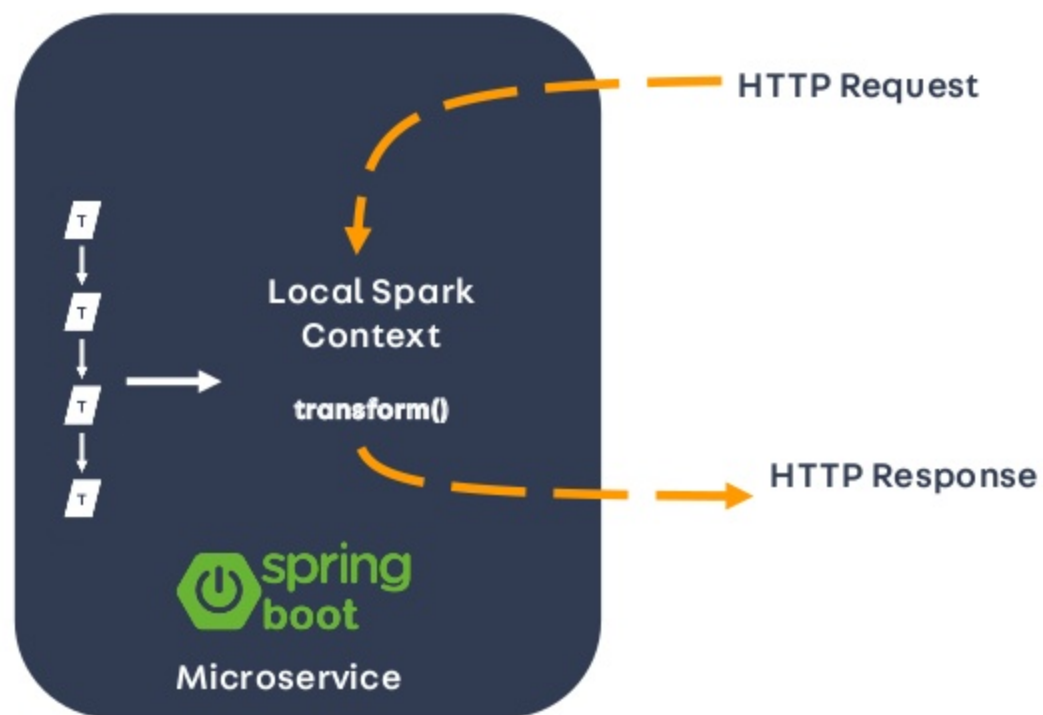 HTTP Request
T
T
T
T
Local Spark
Context
transform()
HTTP Response
spring
boot
Microservice